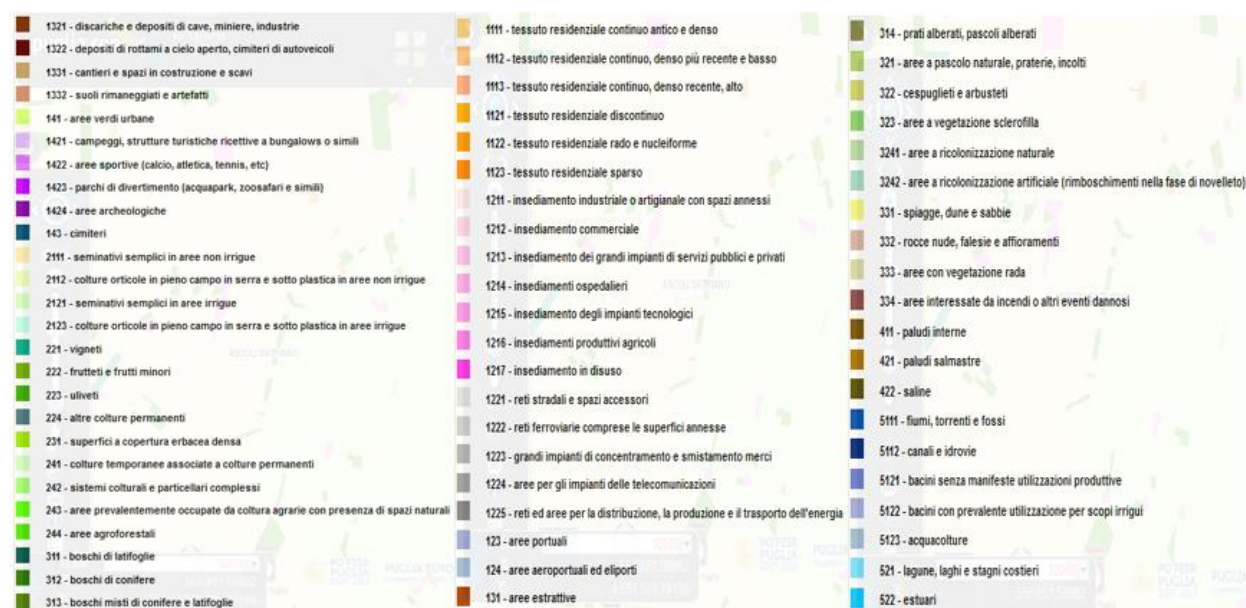 1321 - discariche e depositi di cave, miniere, industrie
1322 - depositi di rottami a cielo aperto, cimiteri di autoveicoli
1331 - cantieri e spazi in costruzione e scavi
1332 - suoli rimaneggiati e artefatti
141 - aree verdi urbane
1421 - campeggi, strutture turistiche ricettive a bungalows o simili
1422 - aree sportive (calcio, atletica, tennis, etc)
1423 - parchi di divertimento (acquapark, zoosafari e simili)
1424 - aree archeologiche
143 - cimiteri
2111 - seminativi semplici in aree non irrigue
2112 - colture orticole in pieno campo in serra e sotto plastica in aree non irrigue
2121 - seminativi semplici in aree irrigue
2123 - colture orticole in pieno campo in serra e sotto plastica in aree irrigue
221 - vigneti
222 - frutteti e frutti minori
223 - uliveti
224 - altre colture permanenti
231 - superfici a copertura erbacea densa
241 - colture temporanee associate a colture permanenti
242 - sistemi colturali e particellari complessi
243 - aree prevalentemente occupate da coltura agrarie con presenza di spazi naturali
244 - aree agroforestali
311 - boschi di latifoglie
312 - boschi di conifere
313 - boschi misti di conifere e latifoglie
1111 - tessuto residenziale continuo antico e denso
1112 - tessuto residenziale continuo, denso più recente e basso
1113 - tessuto residenziale continuo, denso recente, alto
1121 - tessuto residenziale discontinuo
1122 - tessuto residenziale rado e nucleiforme
1123 - tessuto residenziale sparso
1211 - insediamento industriale o artigianale con spazi annessi
1212 - insediamento commerciale
1213 - insediamento dei grandi impianti di servizi pubblici e privati
1214 - insediamenti ospedalieri
1215 - insediamento degli impianti tecnologici
1216 - insediamenti produttivi agricoli
1217 - insediamento in disuso
1221 - reti stradali e spazi accessori
1222 - reti ferroviarie comprese le superfici annesse
1223 - grandi impianti di concentramento e smistamento merci
1224 - aree per gli impianti delle telecomunicazioni
1225 - reti ed aree per la distribuzione, la produzione e il trasporto dell'energia
123 - aree portuali
124 - aree aeroportuali ed eliporti
131 - aree estrattive
314 - prati alberati, pascoli alberati
321 - aree a pascolo naturale, praterie, incolti
322 - cespuglieti e arbusteti
323 - aree a vegetazione sclerofilla
3241 - aree a ricolonizzazione naturale
3242 - aree a ricolonizzazione artificiale (rimboschimenti nella fase di novelleto)
331 - spiagge, dune e sabbie
332 - rocce nude, falesie e affioramenti
333 - aree con vegetazione rada
334 - aree interessate da incendi o altri eventi dannosi
411 - paludi interne
421 - paludi salmastre
422 - saline
5111 - fiumi, torrenti e fossi
5112 - canali e idrovie
5121 - bacini senza manifeste utilizzazioni produttive
5122 - bacini con prevalente utilizzazione per scopi irrigui
5123 - acquacolture
521 - lagune, laghi e stagni costieri
522 - estuari